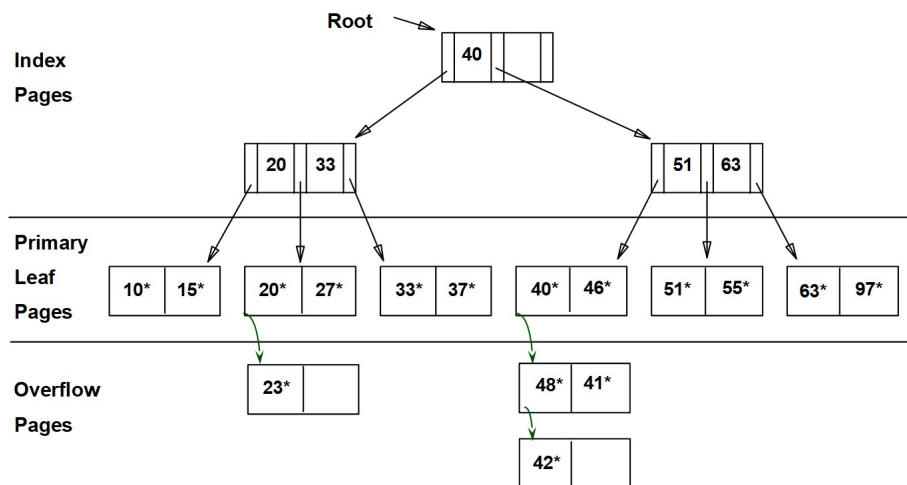 Root
Index
Pages
40
20 33
51 63
Primary
Leaf
Pages
10* 15*
20* 27*
33* 37*
40* 46*
51* 55*
63* 97*
Overflow
Pages
23*
48* 41*
42*